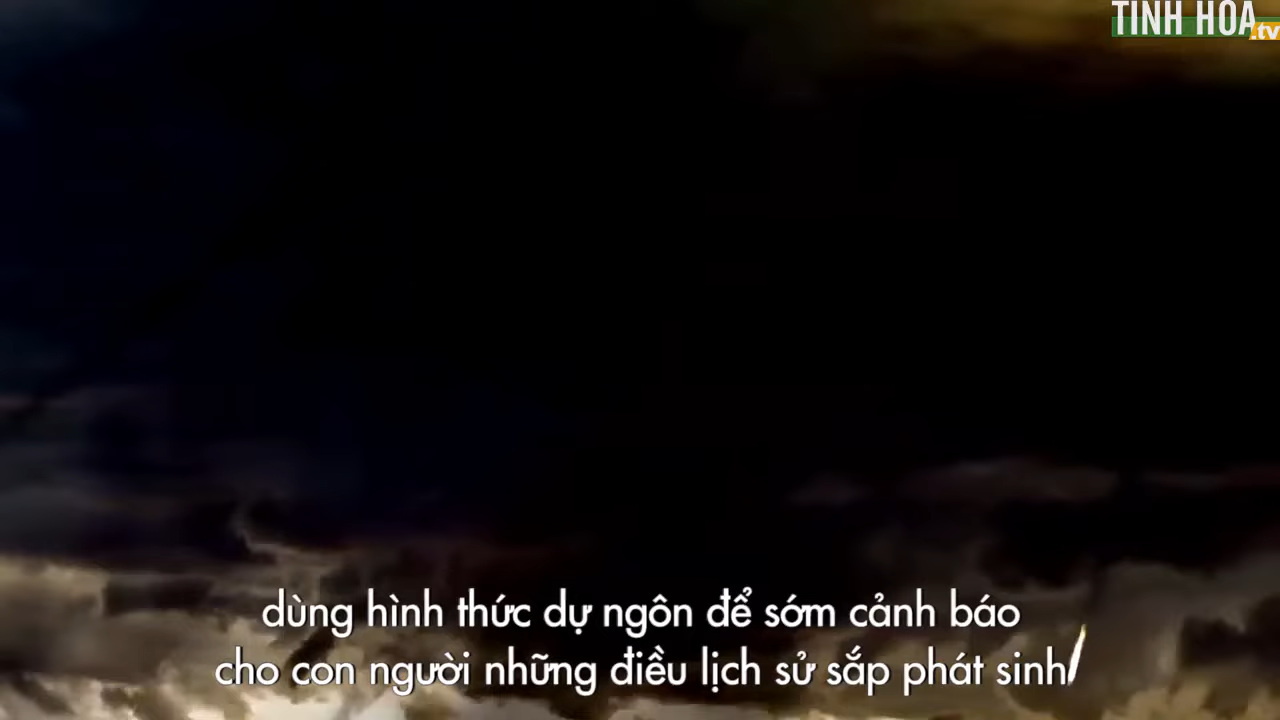 TINH HOA
.tv
dùng hình thức dự ngôn để sớm cảnh báo
cho con người những điều lịch sử sắp phát sinh